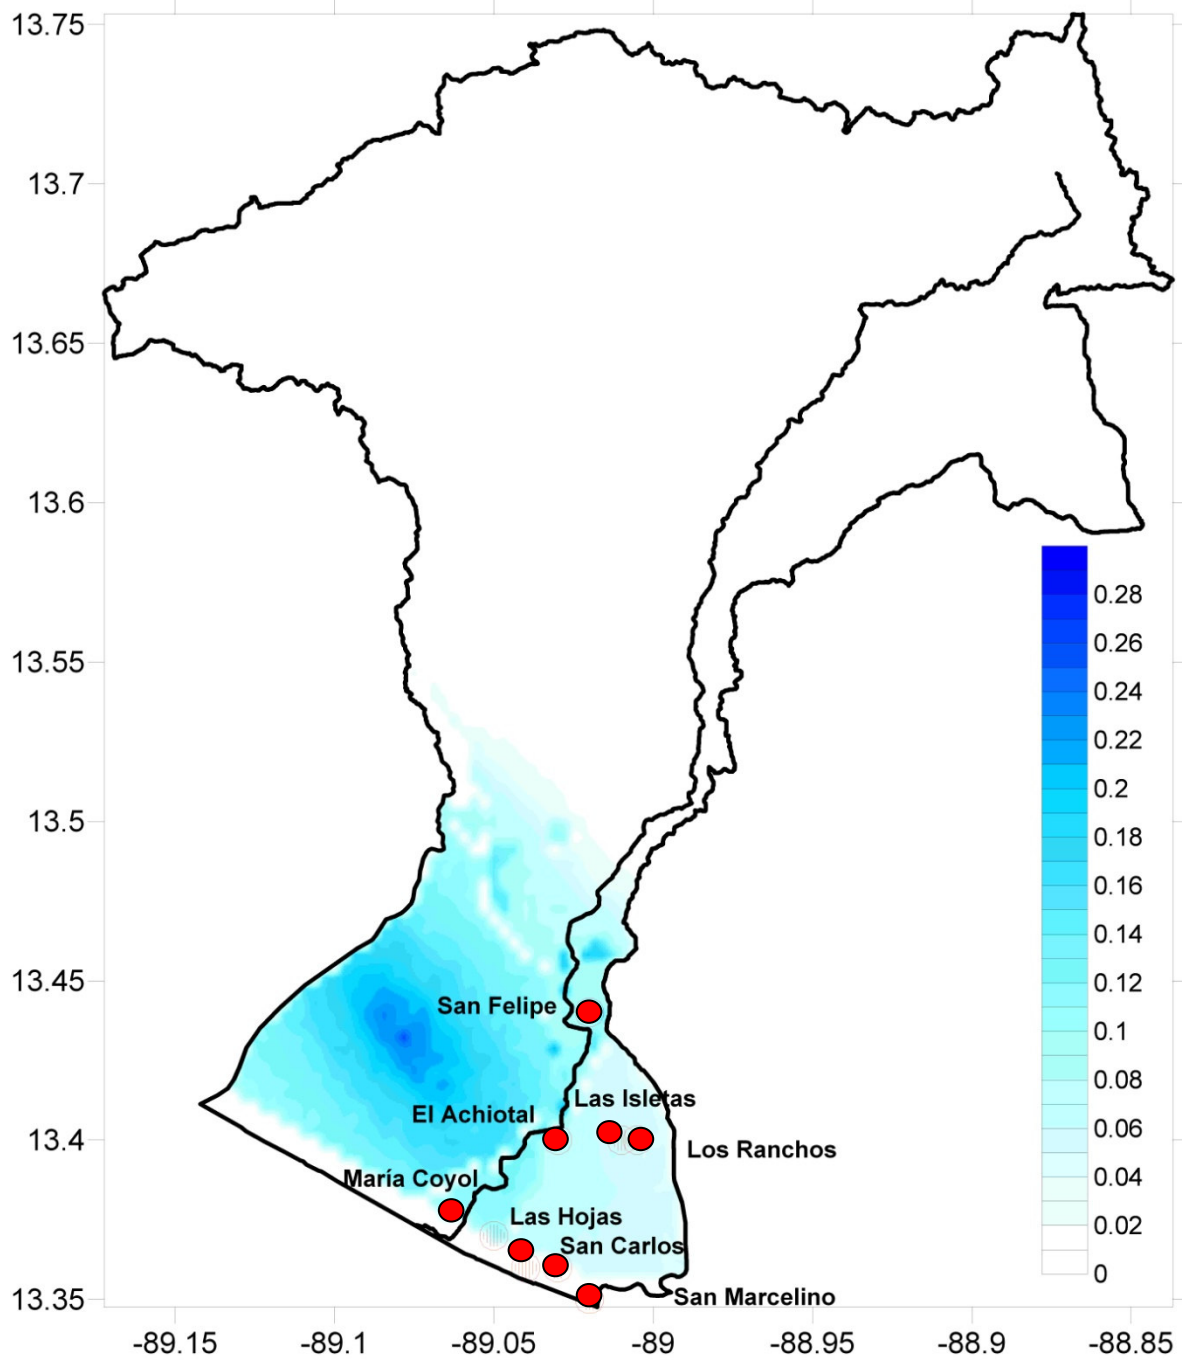 13.75
13.7
13.65
13.6
13.55
0.28
0.26
0.24
0.22
0.2
13.5
0.18
0.16
0.14
13.45
0.12
San Felipe
0.1
0.08
Las Isletas
El Achiotal
13.4
0.06
Los Ranchos
María Coyol
0.04
Las Hojas
0.02
San Carlos
0
13.35
San Marcelino
-89.15 -89.1 -89.05 -89 -88.95 -88.9 -88.85